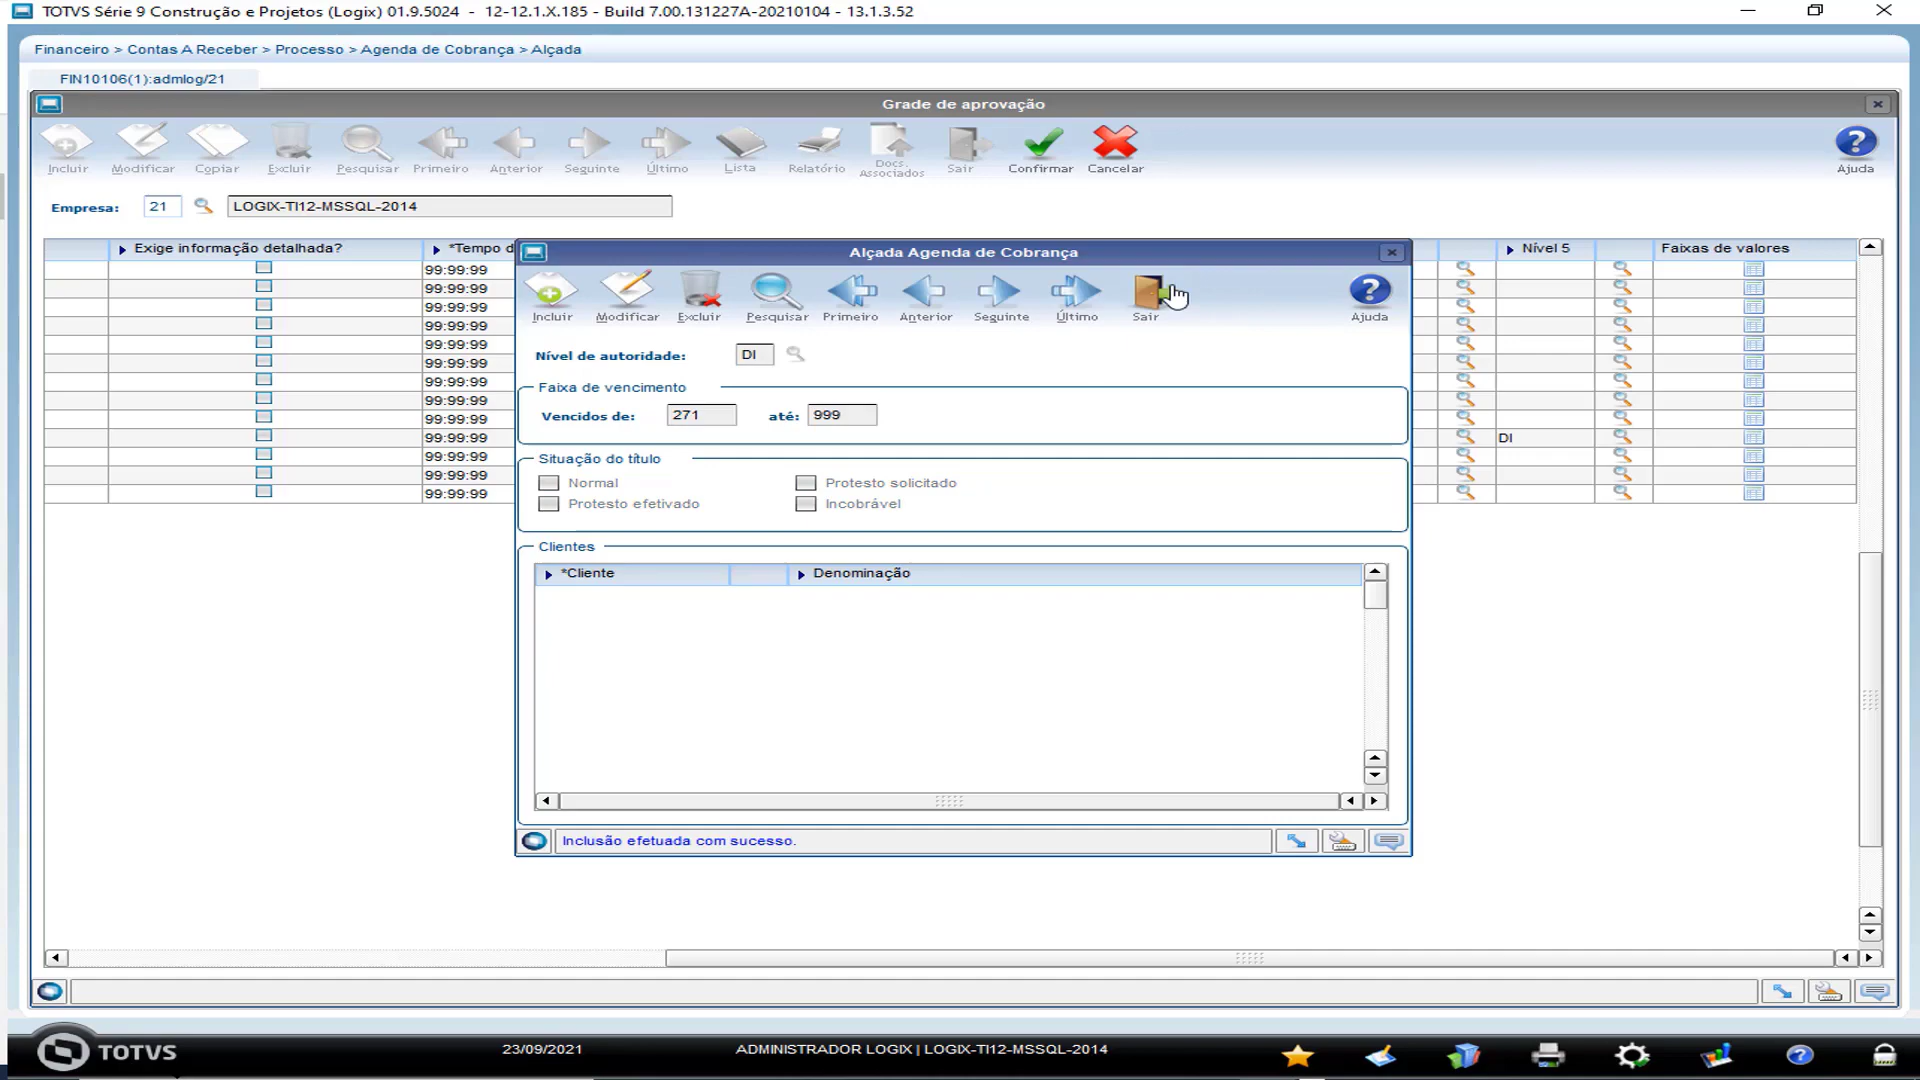 TOTVS Série 9 Construção e Projetos (Logix) 01.9.5024 - 12-12.1.X.185 - Build 7.00.131227A-20210104 - 13.1.3.52
Financeiro > Contas A Receber > Processo > Agenda de Cobrança > Alçada
FIN10106(1):admlog/21
Grade de aprovação
Incluir Modificar Copiar Excluir Pesquisar Primeiro Anterior Seguinte Último Lista Relatório Docs. Associados Sair Confirmar Cancelar Ajuda
Empresa: 21 LOGIX-TI12-MSSQL-2014
Exige informação detalhada? *Tempo d Nível 5 Faixas de valores
99:99:99
99:99:99
99:99:99
99:99:99
99:99:99
99:99:99
99:99:99
99:99:99
99:99:99
99:99:99 DI
99:99:99
99:99:99
99:99:99
Alçada Agenda de Cobrança
Incluir Modificar Excluir Pesquisar Primeiro Anterior Seguinte Último Sair Ajuda
Nível de autoridade: DI
Faixa de vencimento
Vencidos de: 271 até: 999
Situação do título
Normal Protesto solicitado
Protesto efetivado Incobrável
Clientes
*Cliente Denominação
Inclusão efetuada com sucesso.
TOTVS 23/09/2021 ADMINISTRADOR LOGIX | LOGIX-TI12-MSSQL-2014